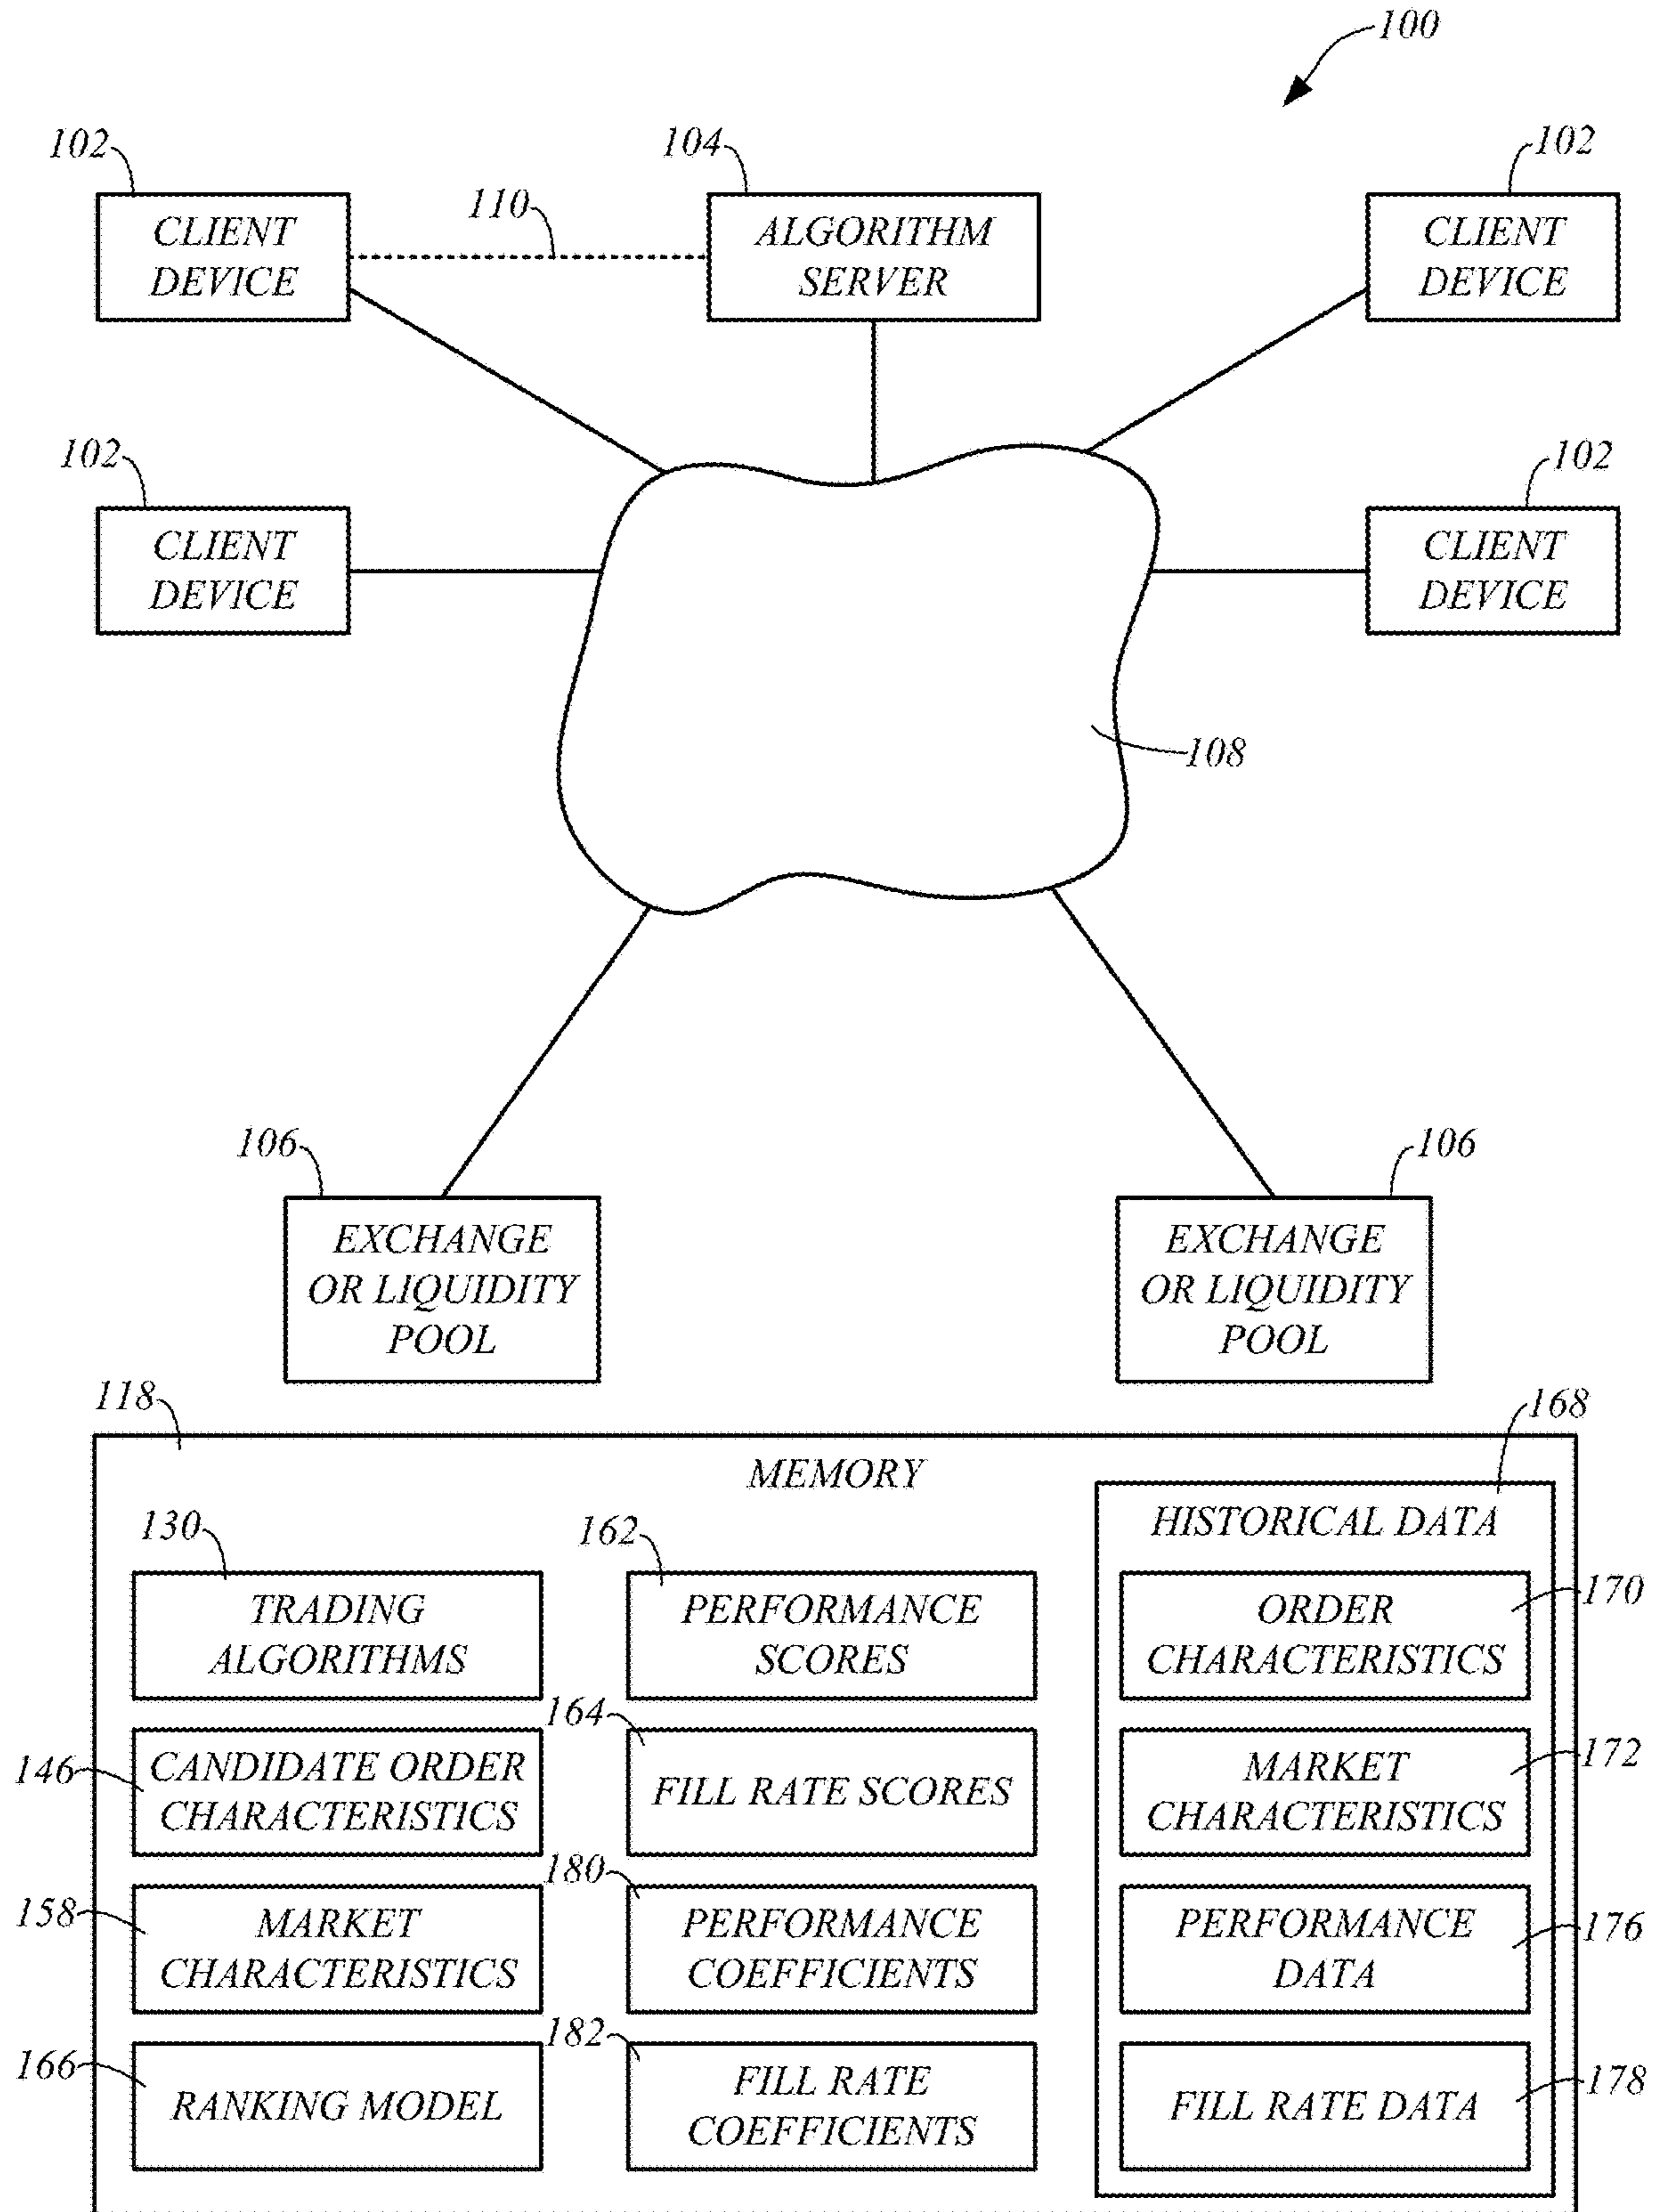 100
102
104
102
110
CLIENT
DEVICE
ALGORITHM
SERVER
CLIENT
DEVICE
102
102
CLIENT
DEVICE
CLIENT
DEVICE
108
106
106
EXCHANGE
OR LIQUIDITY
POOL
EXCHANGE
OR LIQUIDITY
POOL
118
168
MEMORY
HISTORICAL DATA
130
162
170
TRADING
ALGORITHMS
PERFORMANCE
SCORES
ORDER
CHARACTERISTICS
164
146
172
CANDIDATE ORDER
CHARACTERISTICS
FILL RATE SCORES
MARKET
CHARACTERISTICS
180
158
176
MARKET
CHARACTERISTICS
PERFORMANCE
COEFFICIENTS
PERFORMANCE
DATA
182
166
178
RANKING MODEL
FILL RATE
COEFFICIENTS
FILL RATE DATA